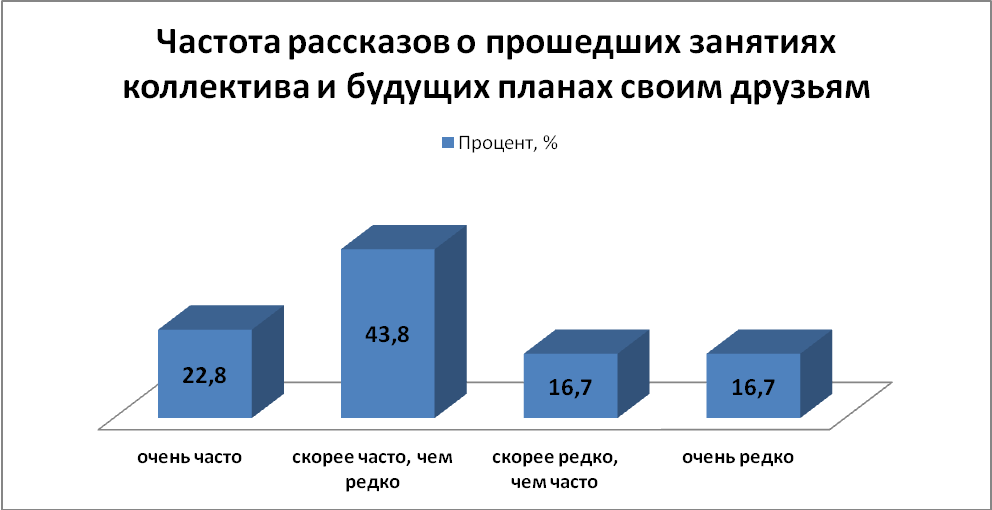 Частота рассказов о прошедших занятиях
коллектива и будущих планах своим друзьям
Процент, %
22,8
43,8
16,7
16,7
очень часто
скорее часто, чем
редко
скорее редко,
чем часто
очень редко